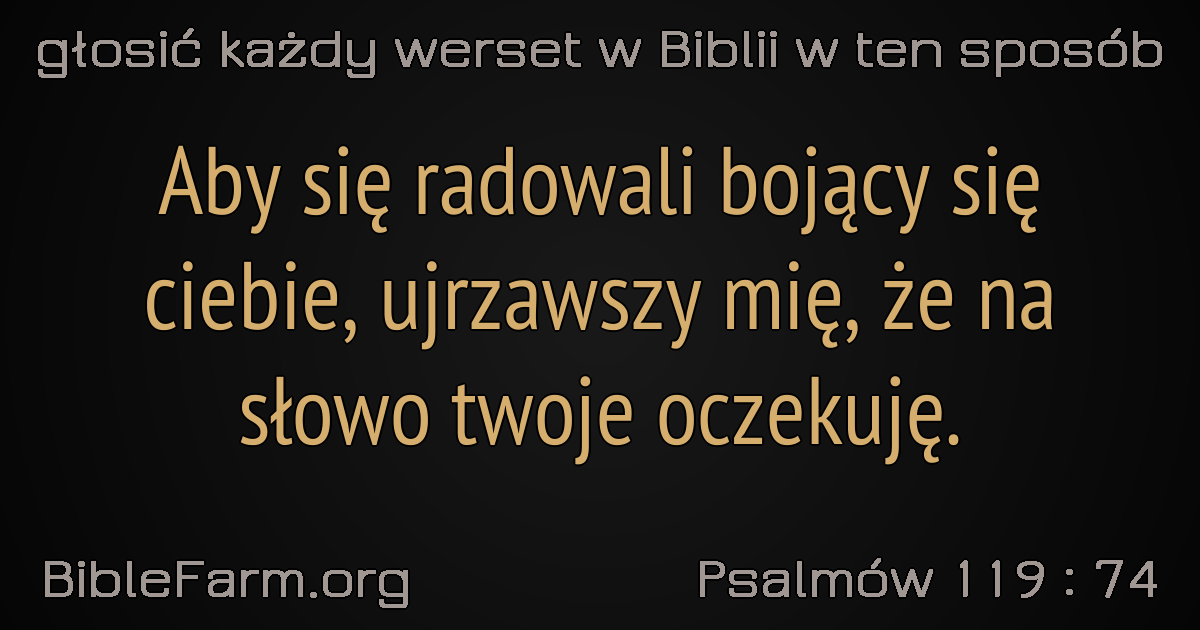 głosić każdy werset w Biblii w ten sposób
Aby się radowali bojący się
ciebie, ujrzawszy mię, że na
słowo twoje oczekuję.
BibleFarm.org
Psalmów 119 : 74